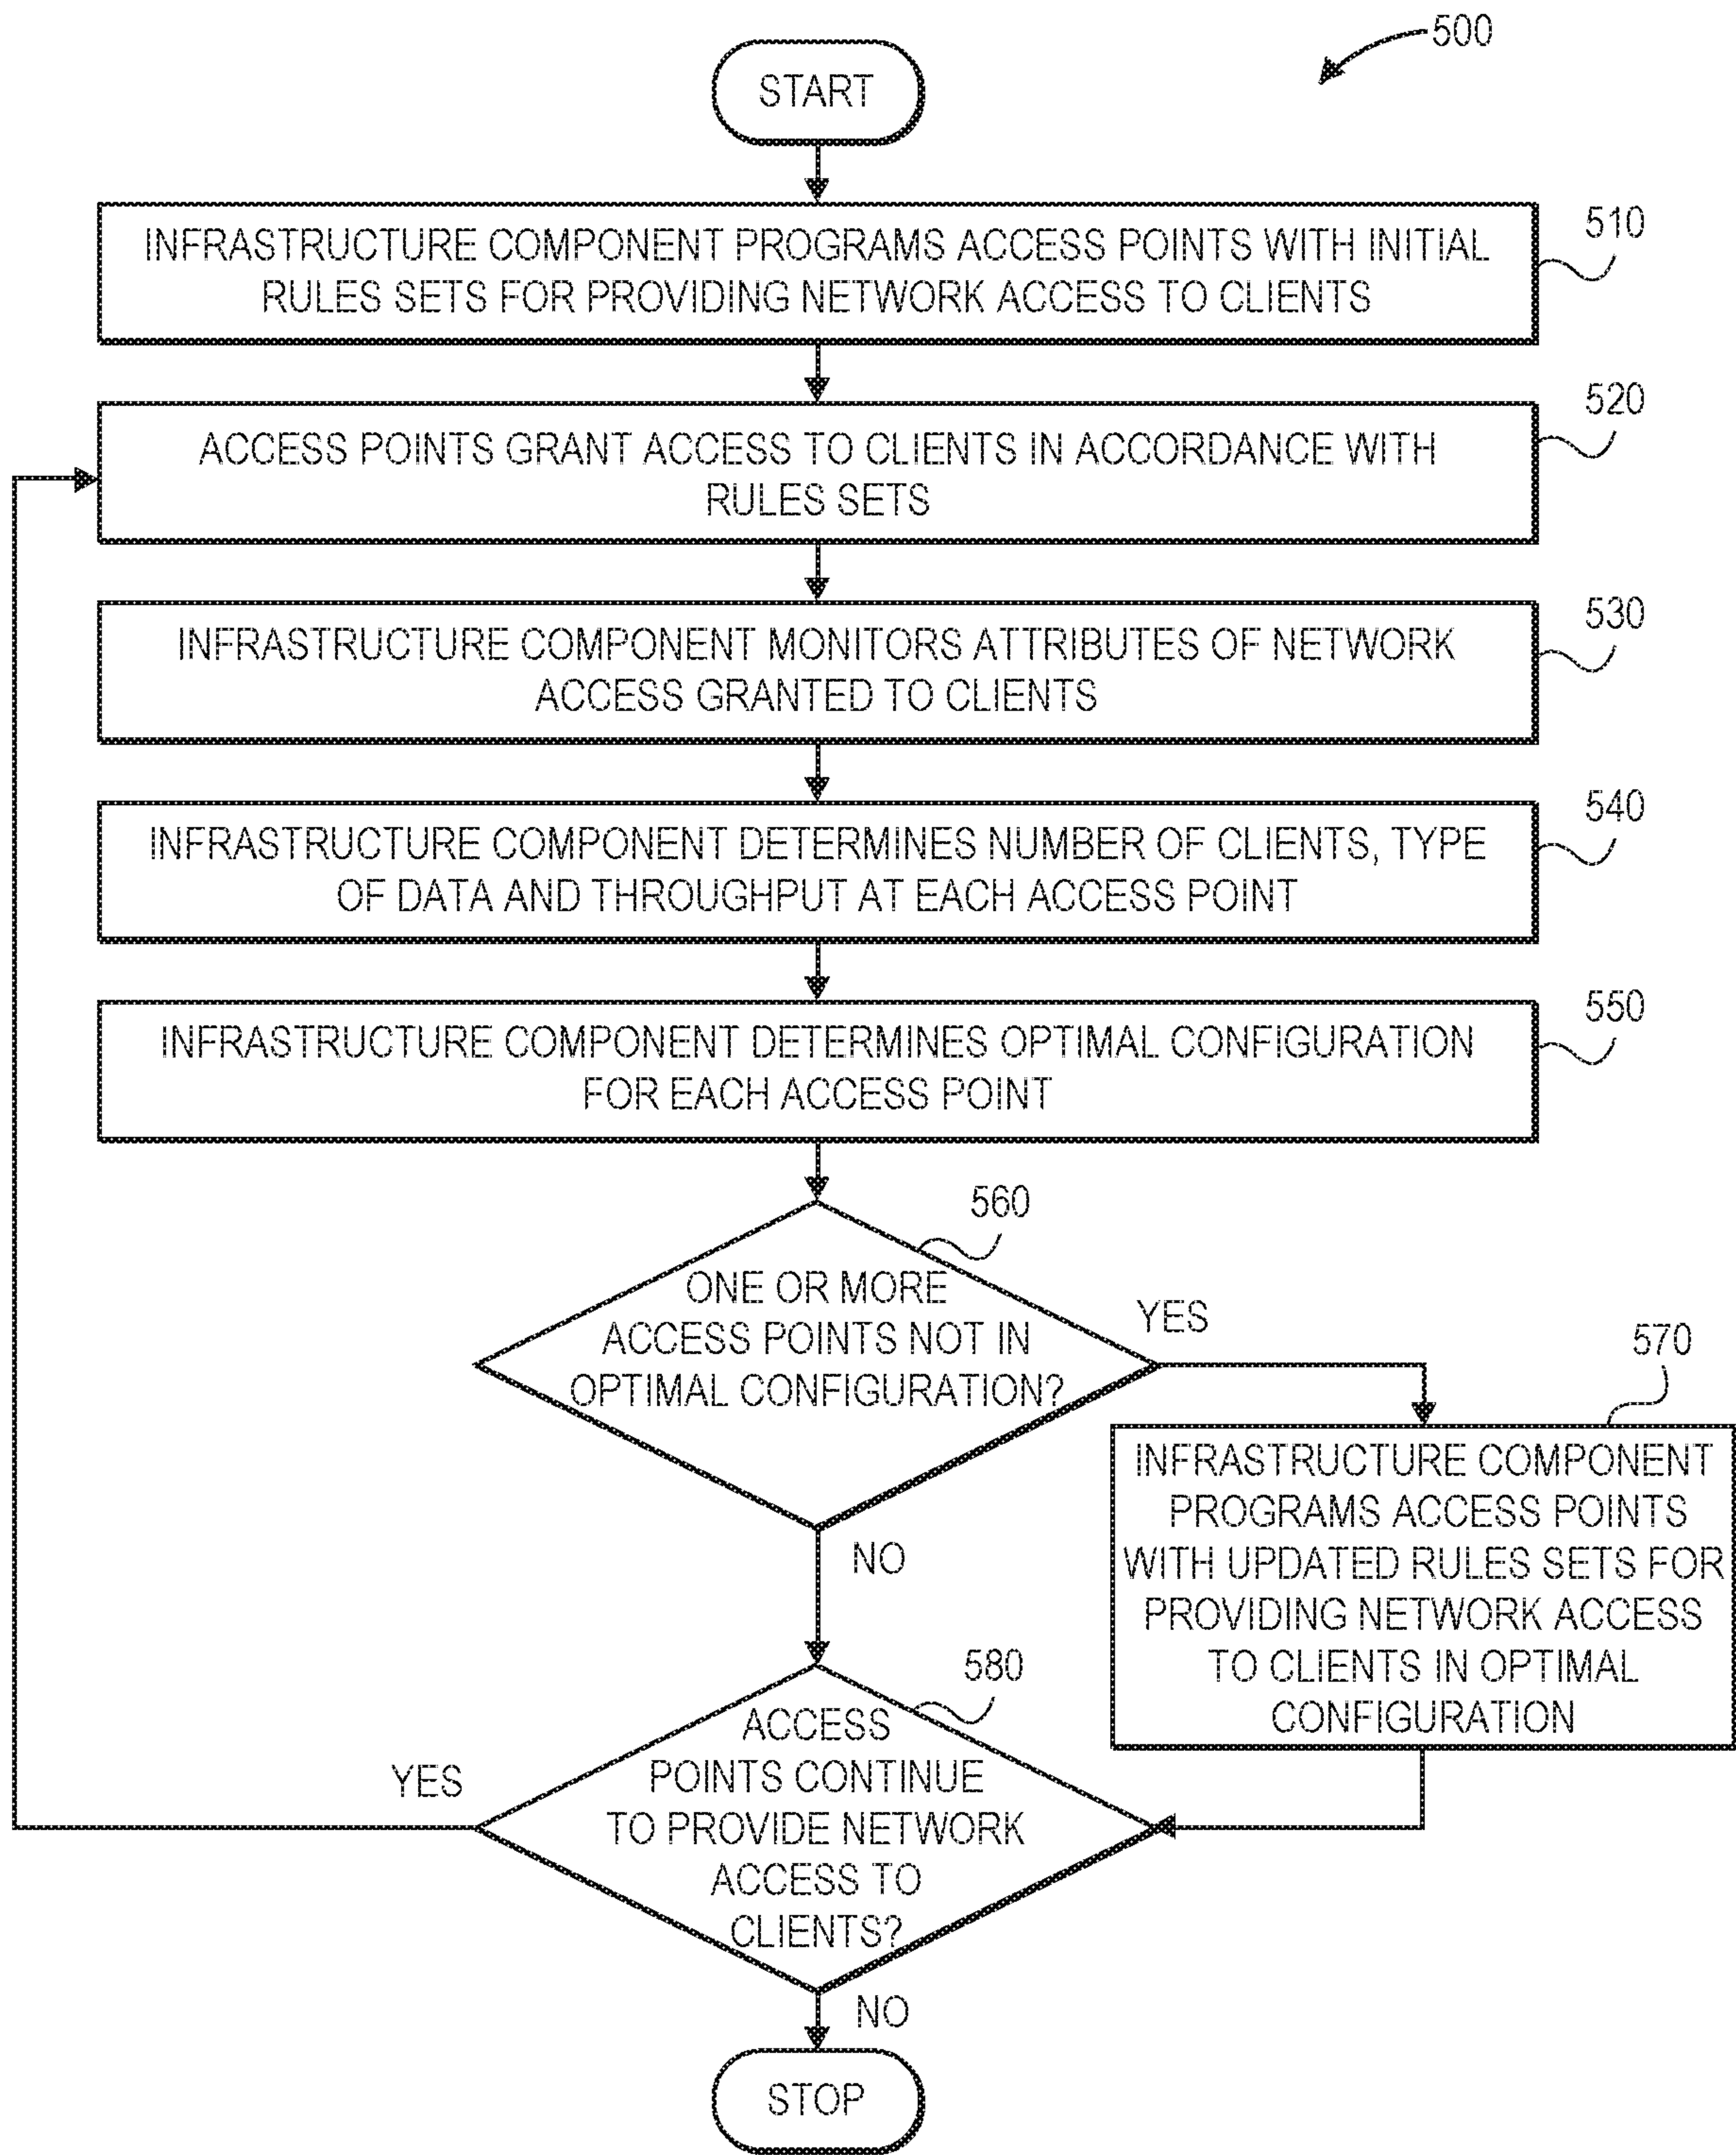 500
START
INFRASTRUCTURE COMPONENT PROGRAMS ACCESS POINTS WITH INITIAL
RULES SETS FOR PROVIDING NETWORK ACCESS TO CLIENTS
510
ACCESS POINTS GRANT ACCESS TO CLIENTS IN ACCORDANCE WITH
RULES SETS
520
INFRASTRUCTURE COMPONENT MONITORS ATTRIBUTES OF NETWORK
ACCESS GRANTED TO CLIENTS
530
INFRASTRUCTURE COMPONENT DETERMINES NUMBER OF CLIENTS, TYPE
OF DATA AND THROUGHPUT AT EACH ACCESS POINT
540
INFRASTRUCTURE COMPONENT DETERMINES OPTIMAL CONFIGURATION
FOR EACH ACCESS POINT
550
560
ONE OR MORE
ACCESS POINTS NOT IN
OPTIMAL CONFIGURATION?
YES
NO
570
INFRASTRUCTURE COMPONENT
PROGRAMS ACCESS POINTS
WITH UPDATED RULES SETS FOR
PROVIDING NETWORK ACCESS
TO CLIENTS IN OPTIMAL
CONFIGURATION
580
ACCESS
POINTS CONTINUE
TO PROVIDE NETWORK
ACCESS TO
CLIENTS?
YES
NO
STOP